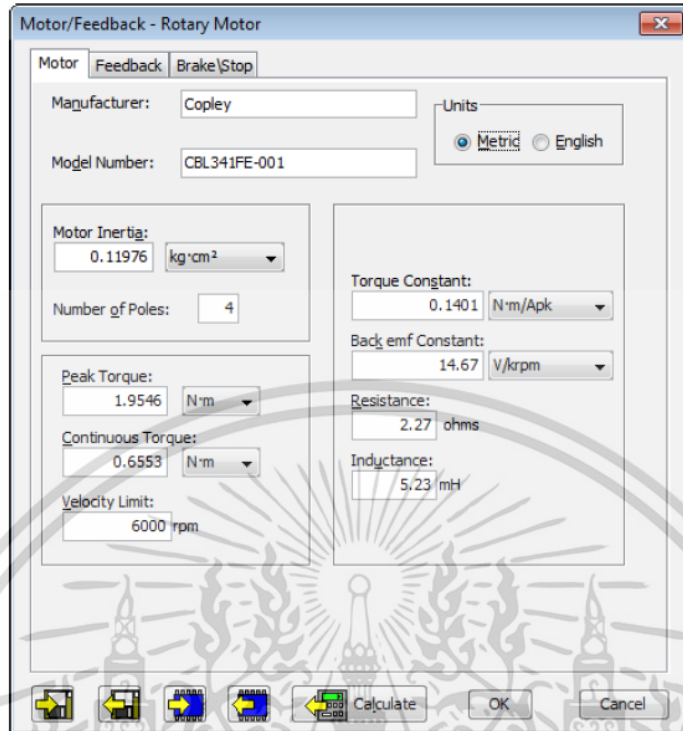 Motor/Feedback - Rotary Motor
Motor Feedback Brake\Stop
Manufacturer: Copley
Units
Metric English
Model Number: CBL341FE-001
Motor Inertia:
0.11976 kg·cm²
Number of Poles: 4
Peak Torque:
1.9546 N·m
Continuous Torque:
0.6553 N·m
Velocity Limit:
6000 rpm
Torque Constant:
0.1401 N·m/Apk
Back emf Constant:
14.67 V/krpm
Resistance:
2.27 ohms
Inductance:
5.23 mH
Calculate OK Cancel